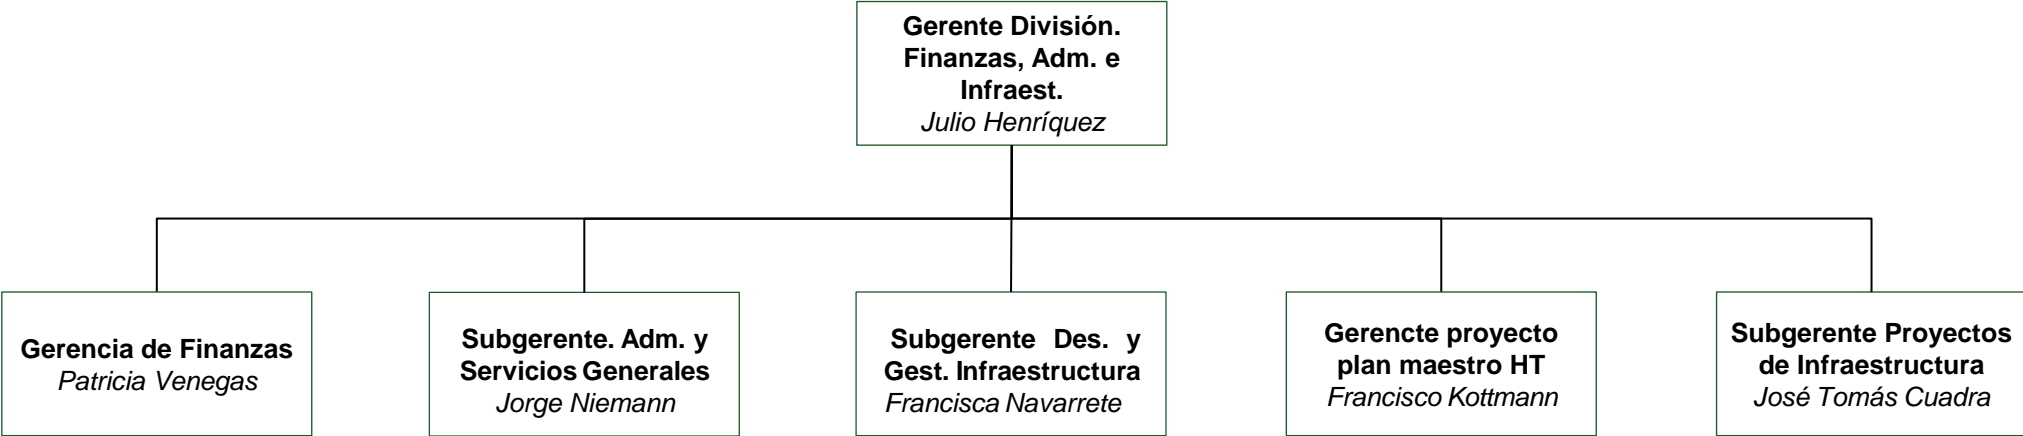 Gerente División.
Finanzas, Adm. e
Infraest.
Julio Henríquez
Gerencia de Finanzas
Patricia Venegas
Subgerente. Adm. y
Servicios Generales
Jorge Niemann
Subgerente Des. y
Gest. Infraestructura
Francisca Navarrete
Gerencte proyecto
plan maestro HT
Francisco Kottmann
Subgerente Proyectos
de Infraestructura
José Tomás Cuadra